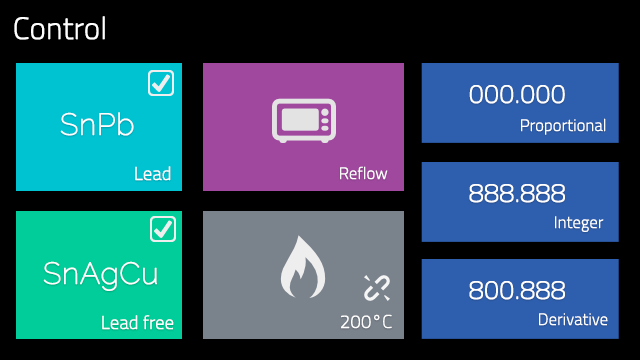 Control
SnPb
Lead
Reflow
000.000
Proportional
888.888
Integer
SnAgCu
Lead free
200°C
800.888
Derivative